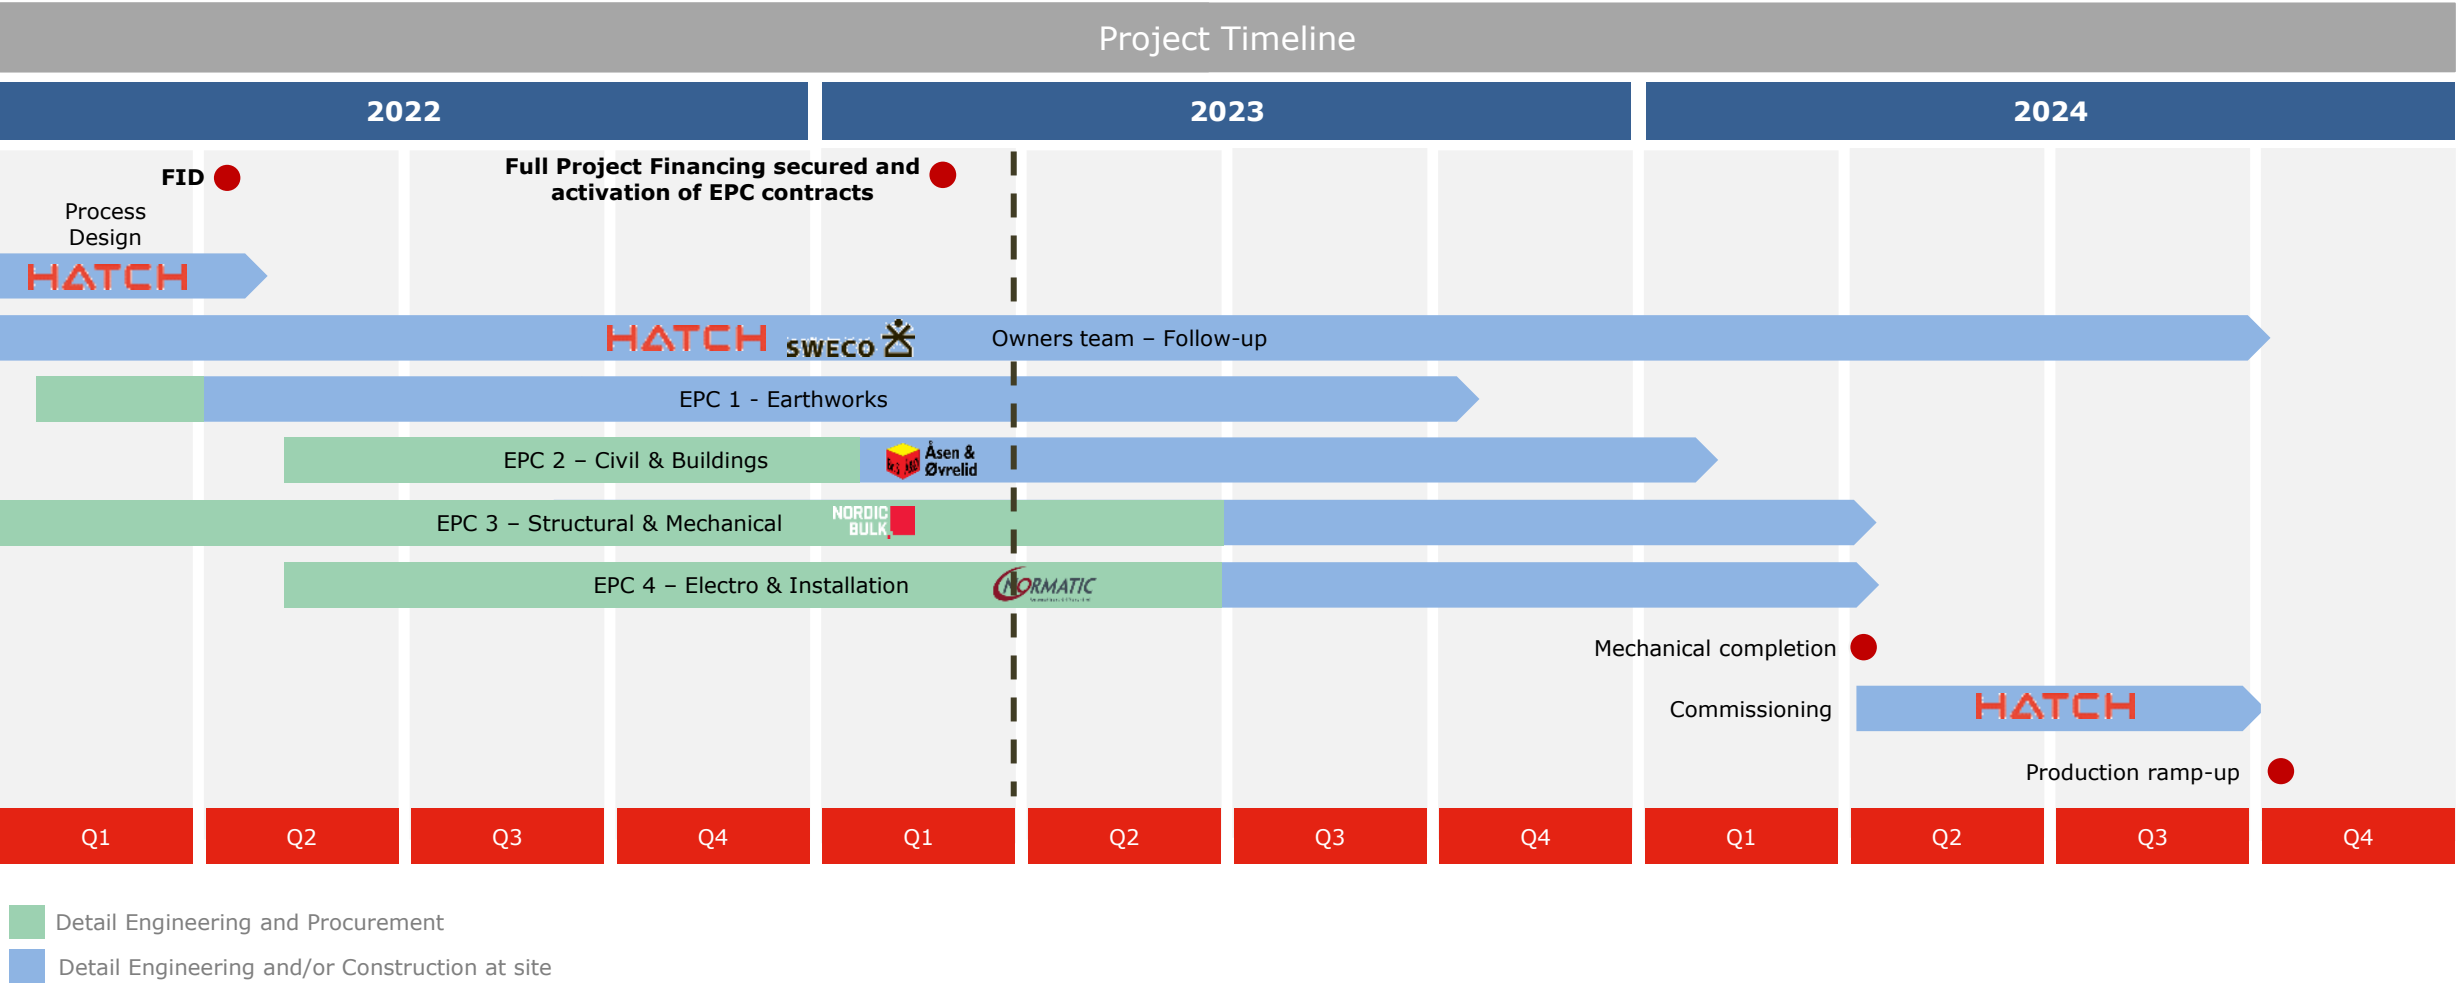 Project Timeline
2022
2023
2024
FID
Full Project Financing secured and
activation of EPC contracts
Process
Design
HATCH
HATCH
SWECO
Owners team – Follow-up
EPC 1 - Earthworks
EPC 2 – Civil & Buildings
Åsen &
Øvrelid
EPC 3 – Structural & Mechanical
NORDIC
BULK
EPC 4 – Electro & Installation
NORMATIC
Mechanical completion
Commissioning
HATCH
Production ramp-up
Q1
Q2
Q3
Q4
Q1
Q2
Q3
Q4
Q1
Q2
Q3
Q4
Detail Engineering and Procurement
Detail Engineering and/or Construction at site